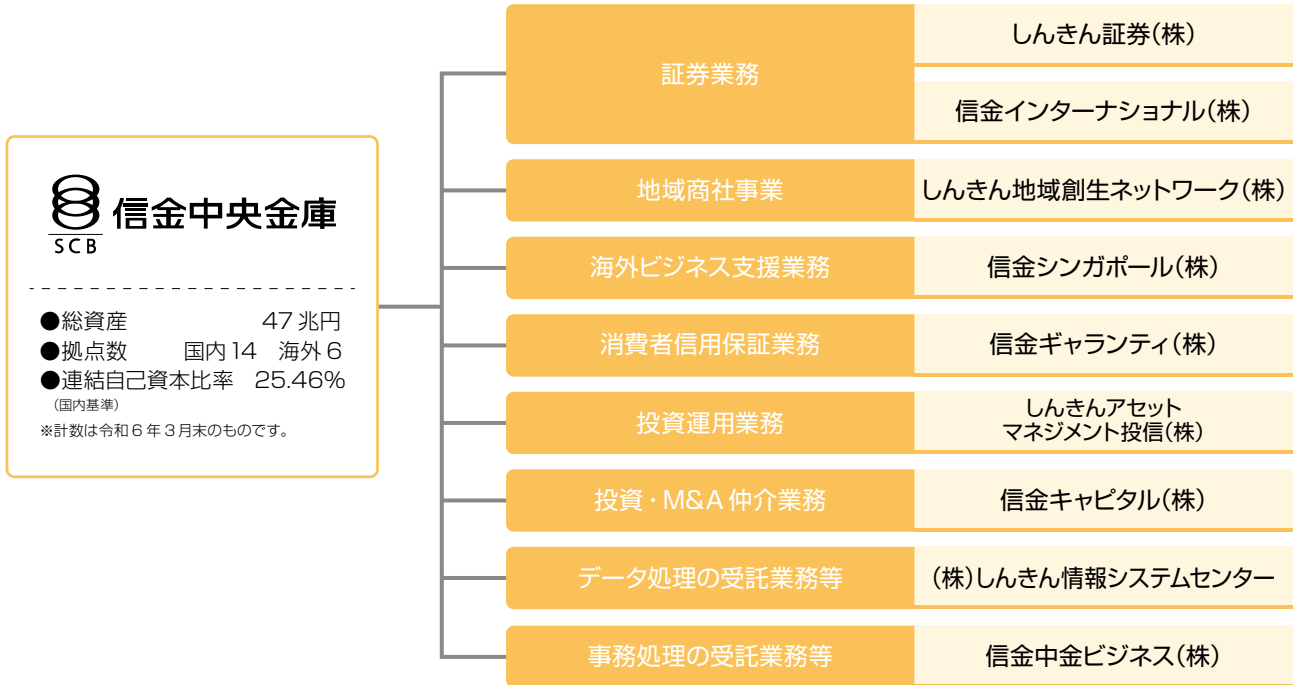 信金中央金庫
SCB
●総資産 47兆円
●拠点数 国内14 海外6
●連結自己資本比率 25.46%
(国内基準)
※計数は令和6年3月末のものです。
証券業務
しんきん証券(株)
信金インターナショナル(株)
地域商社事業
しんきん地域創生ネットワーク(株)
海外ビジネス支援業務
信金シンガポール(株)
消費者信用保証業務
信金ギャランティ(株)
投資運用業務
しんきんアセット
マネジメント投信(株)
投資・M&A仲介業務
信金キャピタル(株)
データ処理の受託業務等
(株)しんきん情報システムセンター
事務処理の受託業務等
信金中金ビジネス(株)